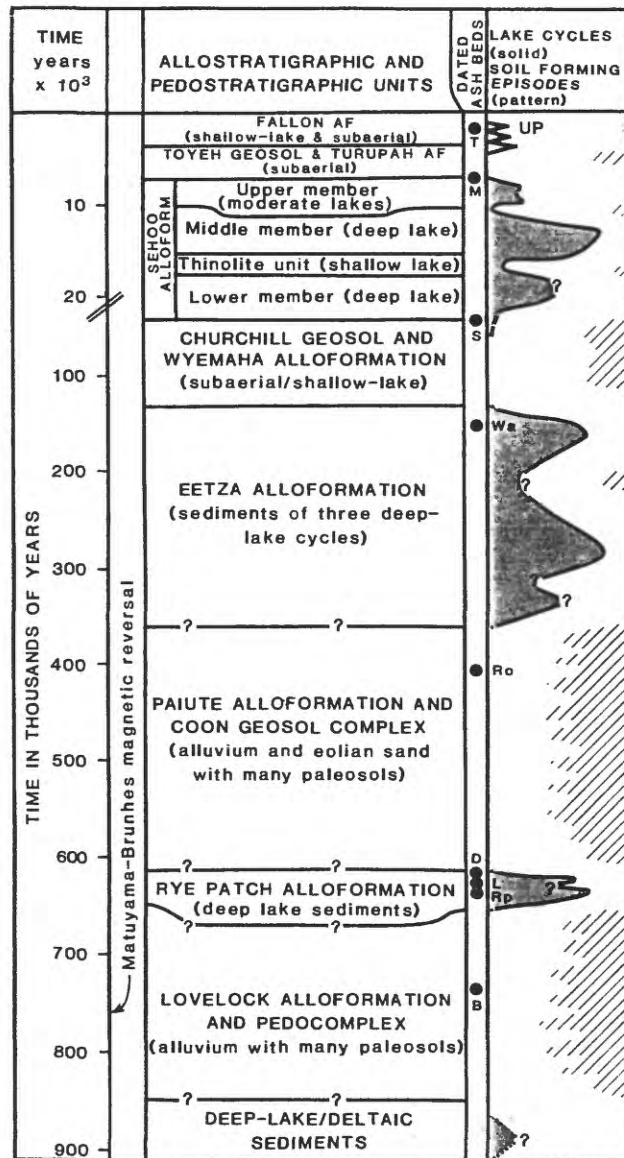 TIME
years
x 10³
ALLOSTRATIGRAPHIC AND
PEDOSTRATIGRAPHIC UNITS
DATED
ASH BEDS
LAKE CYCLES
(solid)
SOIL FORMING
EPISODES
(pattern)
FALLON AF
(shallow-lake & subaerial)
T
UP
TOYEH GEOSOL & TURUPAH AF
(subaerial)
M
SEHOO
ALLOFORM
Upper member
(moderate lakes)
10
Middle member (deep lake)
Thinolite unit (shallow lake)
Lower member (deep lake)
?
20
S
CHURCHILL GEOSOL AND
WYEMAHA ALLOFORMATION
(subaerial/shallow-lake)
100
Wa
200
EETZA ALLOFORMATION
(sediments of three deep-
lake cycles)
?
300
?
?
? ?
400
Ro
PAIUTE ALLOFORMATION AND
COON GEOSOL COMPLEX
(alluvium and eolian sand
with many paleosols)
500
600
D
? ?
RYE PATCH ALLOFORMATION
(deep lake sediments)
L
Rp
?
? ?
700
LOVELOCK ALLOFORMATION
AND PEDOCOMPLEX
(alluvium with many paleosols)
B
800
? ?
DEEP-LAKE/DELTAIC
SEDIMENTS
?
900
TIME IN THOUSANDS OF YEARS
Matuyama-Brunhes magnetic reversal